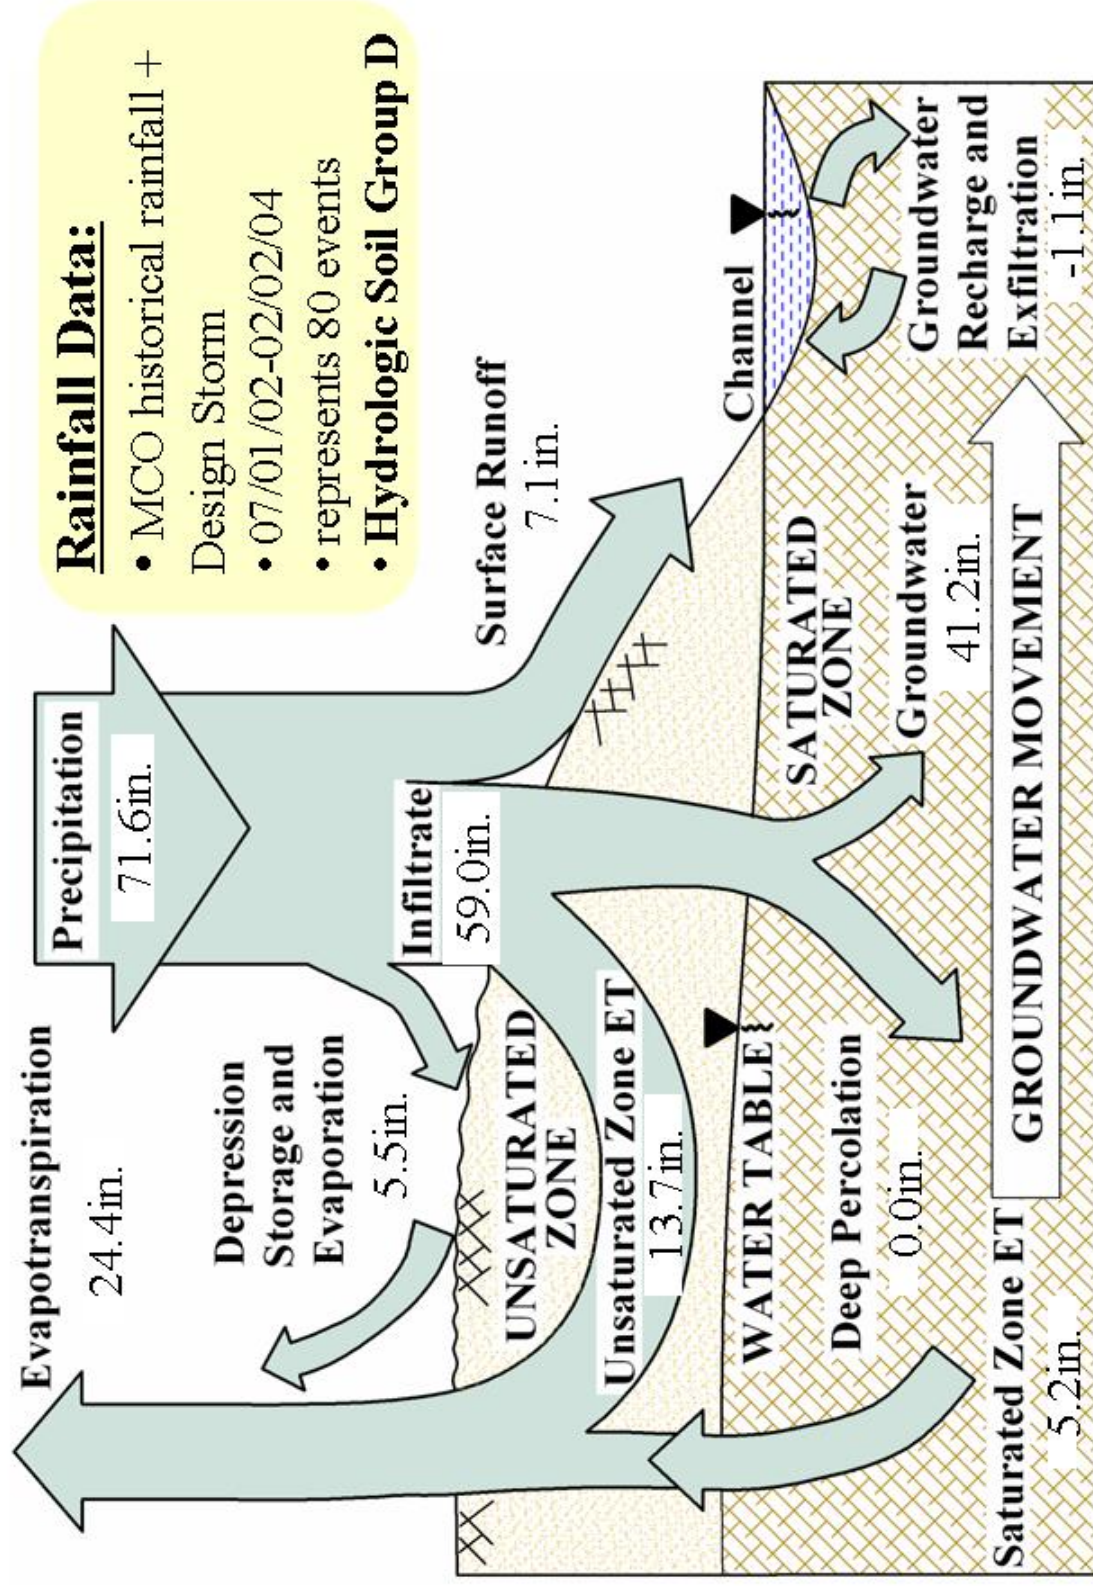 Evapotranspiration
24.4in.
Precipitation
71.6in.
Rainfall Data:
• MCO historical rainfall +
Design Storm
• 07/01/02-02/02/04
• represents 80 events
• Hydrologic Soil Group D
Depression
Storage and
Evaporation
5.5in.
Infiltrate
59.0in.
Surface Runoff
7.1in.
UNSATURATED
ZONE
Unsaturated Zone ET
13.7in.
Channel
WATER TABLE
SATURATED
ZONE
Deep Percolation
0.0in.
Groundwater
41.2in.
Groundwater
Recharge and
Exfiltration
-1.1in.
GROUNDWATER MOVEMENT
Saturated Zone ET
5.2in.